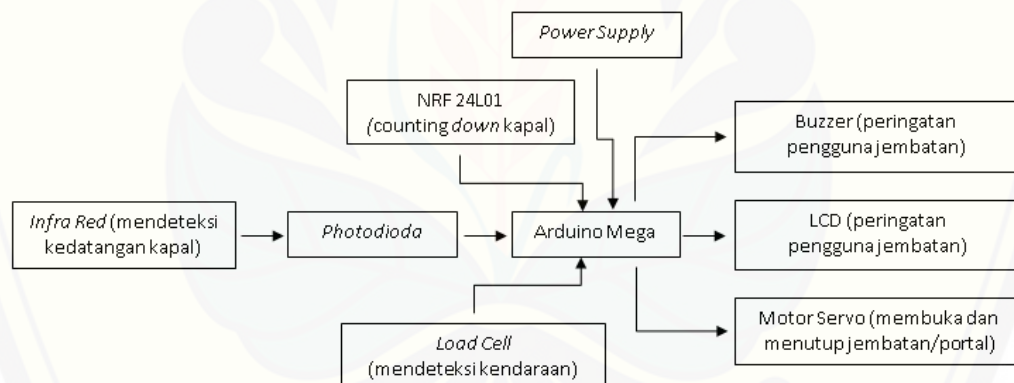 Power Supply
NRF 24L01
(counting down kapal)
Buzzer (peringatan
pengguna jembatan)
Infra Red (mendeteksi
kedatangan kapal)
Photodioda
Arduino Mega
LCD (peringatan
pengguna jembatan)
Load Cell
(mendeteksi kendaraan)
Motor Servo (membuka dan
menutup jembatan/portal)